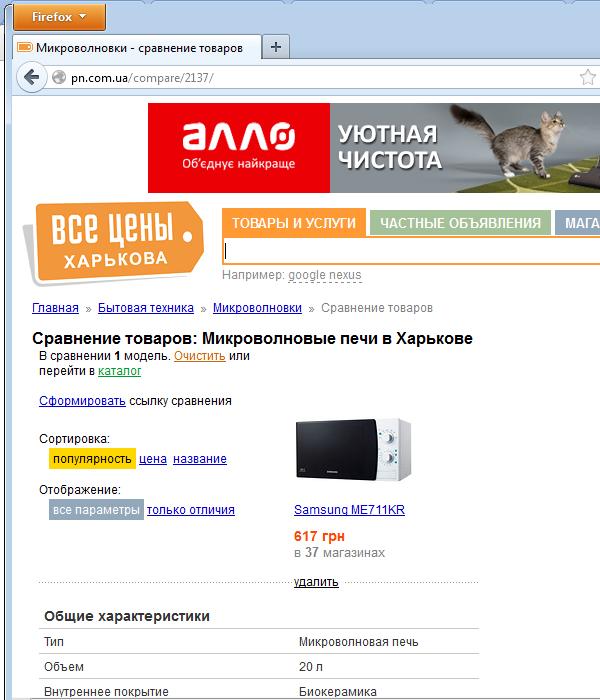 Firefox
Микроволновки - сравнение товаров
pn.com.ua/compare/2137/
алло
Об'єднує найкраще
УЮТНАЯ
ЧИСТОТА
ВСЕ ЦЕНЫ
ХАРЬКОВА
ТОВАРЫ И УСЛУГИ
ЧАСТНЫЕ ОБЪЯВЛЕНИЯ
МАГА
Например: google nexus
Главная » Бытовая техника » Микроволновки » Сравнение товаров
Сравнение товаров: Микроволновые печи в Харькове
В сравнении 1 модель. Очистить или
перейти в каталог
Сформировать ссылку сравнения
Сортировка:
популярность цена название
Отображение:
все параметры только отличия
SAMSUNG
Samsung ME711KR
617 грн
в 37 магазинах
удалить
Общие характеристики
Тип Микроволновая печь
Объем 20 л
Внутреннее покрытие Биокерамика